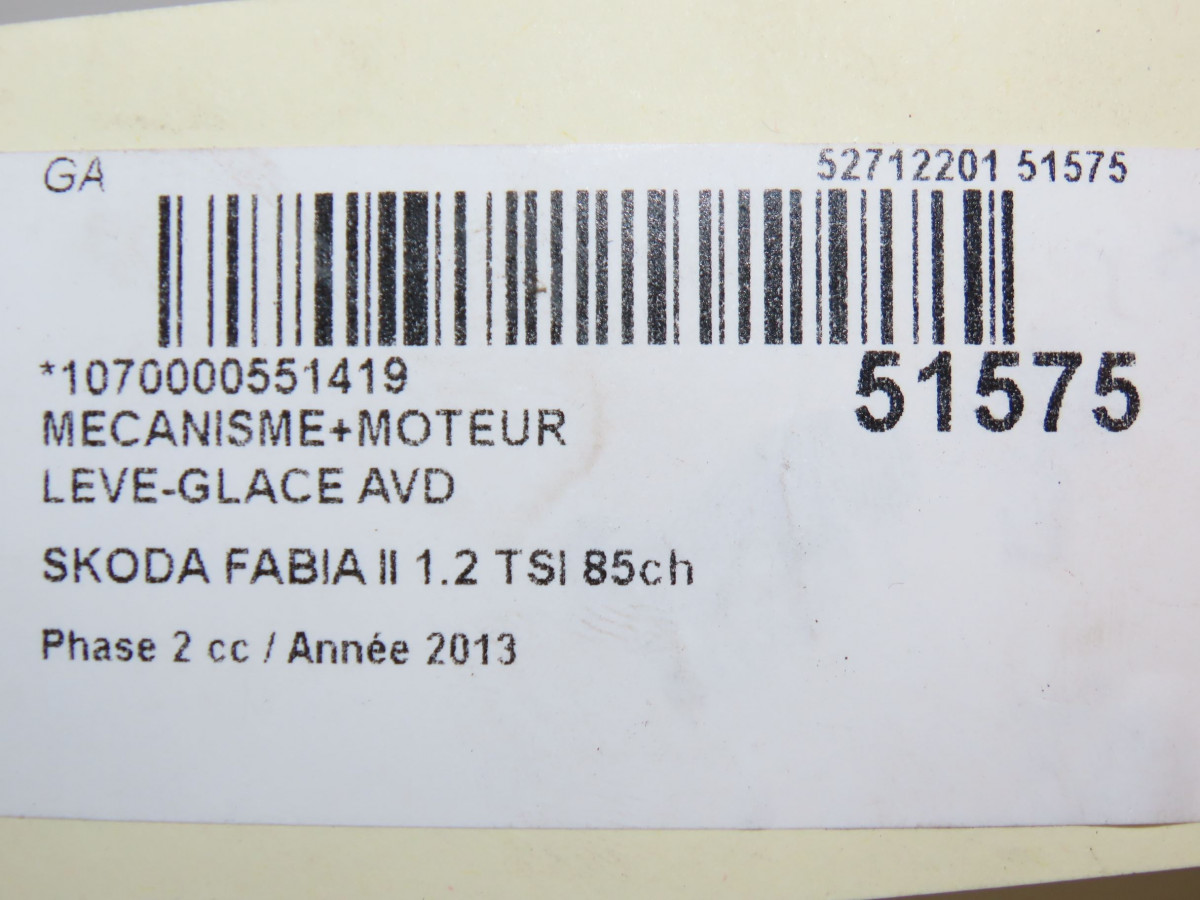 GA 52712201 51575
*1070000551419
51575
MECANISME+MOTEUR
LEVE-GLACE AVD
SKODA FABIA II 1.2 TSI 85ch
Phase 2 cc / Année 2013